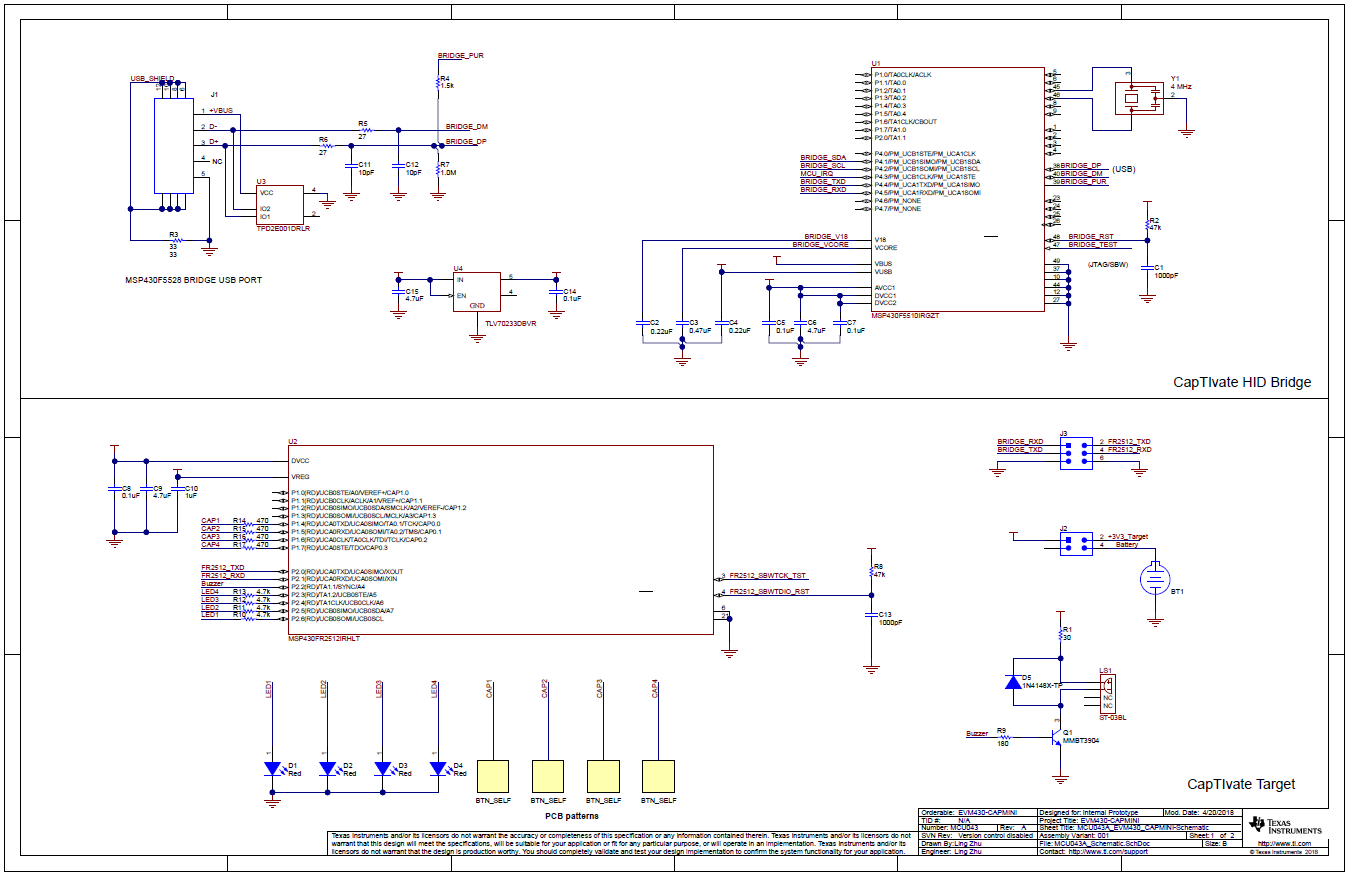 BRIDGE_PUR
USB_SHIELD
J1
R4
1.5k
1 +VBUS
2 D-
R5
27
BRIDGE_DM
3 D+
R6
27
BRIDGE_DP
4 NC
5
C11
10pF
C12
10pF
R7
1.0M
U3
VCC
IO2
IO1
4
2
TPD2E001DRLR
R3
33
33
MSP430F5528 BRIDGE USB PORT
U4
IN
EN
GND
5
4
C15
4.7uF
C14
0.1uF
TLV70233DBVR
U1
P1.0/TA0CLK/ACLK
P1.1/TA0.0
P1.2/TA0.1
P1.3/TA0.2
P1.4/TA0.3
P1.5/TA0.4
P1.6/TA1CLK/CBOUT
P1.7/TA1.0
P2.0/TA1.1
P4.0/PM_UCB1STE/PM_UCA1CLK
BRIDGE_SDA P4.1/PM_UCB1SIMO/PM_UCB1SDA
BRIDGE_SCL P4.2/PM_UCB1SOMI/PM_UCB1SCL
MCU_IRQ P4.3/PM_UCB1CLK/PM_UCA1STE
BRIDGE_TXD P4.4/PM_UCA1TXD/PM_UCA1SIMO
BRIDGE_RXD P4.5/PM_UCA1RXD/PM_UCA1SOMI
P4.6/PM_NONE
P4.7/PM_NONE
BRIDGE_V18 V18
BRIDGE_VCORE VCORE
VBUS
VUSB
AVCC1
DVCC1
DVCC2
MSP430F5510IRGZT
45
46
BRIDGE_DP
BRIDGE_DM
BRIDGE_PUR
(USB)
48 BRIDGE_RST
47 BRIDGE_TEST
(JTAG/SBW)
49
37
10
44
12
27
Y1
4 MHz
3
2
1
R2
47k
C1
1000pF
C2
0.22uF
C3
0.47uF
C4
0.22uF
C5
0.1uF
C6
4.7uF
C7
0.1uF
CapTIvate HID Bridge
U2
DVCC
VREG
C8
0.1uF
C9
4.7uF
C10
1uF
P1.0(RD)/UCB0STE/A0/VEREF+/CAP1.0
P1.1(RD)/UCB0CLK/ACLK/A1/VREF+/CAP1.1
P1.2(RD)/UCB0SIMO/UCB0SDA/SMCLK/A2/VEREF-/CAP1.2
P1.3(RD)/UCB0SOMI/UCB0SCL/MCLK/A3/CAP1.3
CAP1 R14 470 P1.4(RD)/UCA0TXD/UCA0SIMO/TA0.1/TCK/CAP0.0
CAP2 R15 470 P1.5(RD)/UCA0RXD/UCA0SOMI/TA0.2/TMS/CAP0.1
CAP3 R16 470 P1.6(RD)/UCA0CLK/TA0CLK/TDI/TCLK/CAP0.2
CAP4 R17 470 P1.7(RD)/UCA0STE/TDO/CAP0.3
FR2512_TXD P2.0(RD)/UCA0TXD/UCA0SIMO/XOUT
FR2512_RXD P2.1(RD)/UCA0RXD/UCA0SOMI/XIN
Buzzer P2.2(RD)/TA1.1/SYNC/A4
LED4 R13 4.7k P2.3(RD)/TA1.2/UCB0STE/A5
LED3 R12 4.7k P2.4(RD)/TA1CLK/UCB0CLK/A6
LED2 R11 4.7k P2.5(RD)/UCB0SIMO/UCB0SDA/A7
LED1 R10 4.7k P2.6(RD)/UCB0SOMI/UCB0SCL
MSP430FR2512IRHLT
3 FR2512_SBWTCK_TST
4 FR2512_SBWTDIO_RST
6
21
R8
47k
C13
1000pF
J3
BRIDGE_RXD 2 FR2512_TXD
BRIDGE_TXD 4 FR2512_RXD
6
J2
2 +3V3_Target
4 Battery
BT1
R1
30
D5
1N4148X-TP
LS1
NC
NC
ST-03BL
Buzzer
R9
180
3
Q1
MMBT3904
LED1
LED2
LED3
LED4
CAP1
CAP2
CAP3
CAP4
1
1
1
1
D1
Red
D2
Red
D3
Red
D4
Red
BTN_SELF
BTN_SELF
BTN_SELF
BTN_SELF
PCB patterns
CapTIvate Target
Texas Instruments and/or its licensors do not warrant the accuracy or completeness of this specification or any information contained therein. Texas Instruments and/or its licensors do not
warrant that this design will meet the specifications, will be suitable for your application or fit for any particular purpose, or will operate in an implementation. Texas Instruments and/or its
licensors do not warrant that the design is production worthy. You should completely validate and test your design implementation to confirm the system functionality for your application.
Orderable: EVM430-CAPMINI Designed for: Internal Prototype Mod. Date: 4/20/2018
TID #: N/A Project Title: EVM430-CAPMINI
Number: MCU043 Rev: A Sheet Title: MCU043A_EVM430_CAPMINI-Schematic
SVN Rev: Version control disabled Assembly Variant: 001 Sheet: 1 of 2
Drawn By: Ling Zhu File: MCU043A_Schematic.SchDoc Size: B
Engineer: Ling Zhu Contact: http://www.ti.com/support
TEXAS
INSTRUMENTS
http://www.ti.com
© Texas Instruments 2018